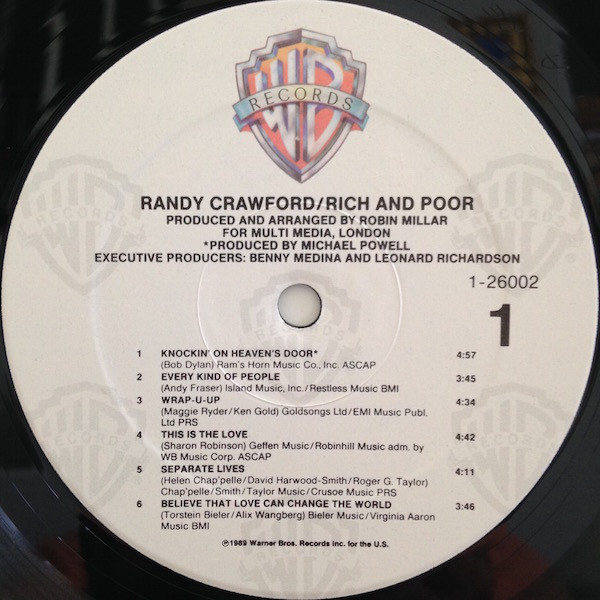 WB
RECORDS
RANDY CRAWFORD/RICH AND POOR
PRODUCED AND ARRANGED BY ROBIN MILLAR
FOR MULTI MEDIA, LONDON
*PRODUCED BY MICHAEL POWELL
EXECUTIVE PRODUCERS: BENNY MEDINA AND LEONARD RICHARDSON
1-26002
1
1 KNOCKIN' ON HEAVEN'S DOOR* 4:57
(Bob Dylan) Ram's Horn Music Co., Inc. ASCAP
2 EVERY KIND OF PEOPLE 3:45
(Andy Fraser) Island Music, Inc./Restless Music BMI
3 WRAP-U-UP 4:34
(Maggie Ryder/Ken Gold) Goldsongs Ltd/EMI Music Publ.
Ltd PRS
4 THIS IS THE LOVE 4:42
(Sharon Robinson) Geffen Music/Robinhill Music adm. by
WB Music Corp. ASCAP
5 SEPARATE LIVES 4:11
(Helen Chap'pelle/David Harwood-Smith/Roger G. Taylor)
Chap'pelle/Smith/Taylor Music/Crusoe Music PRS
6 BELIEVE THAT LOVE CAN CHANGE THE WORLD 3:46
(Torstein Bieler/Alix Wangberg) Bieler Music/Virginia Aaron
Music BMI
℗1989 Warner Bros. Records Inc. for the U.S.